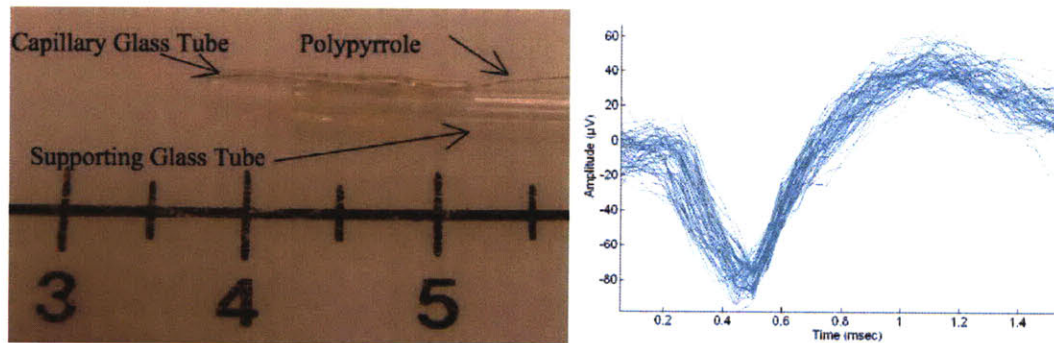 Capillary Glass Tube
Polypyrrole
Supporting Glass Tube
3 4 5
60
40
20
0
-20
-40
-60
-80
Amplitude (µV)
0.2 0.4 0.6 0.8 1 1.2 1.4
Time (msec)